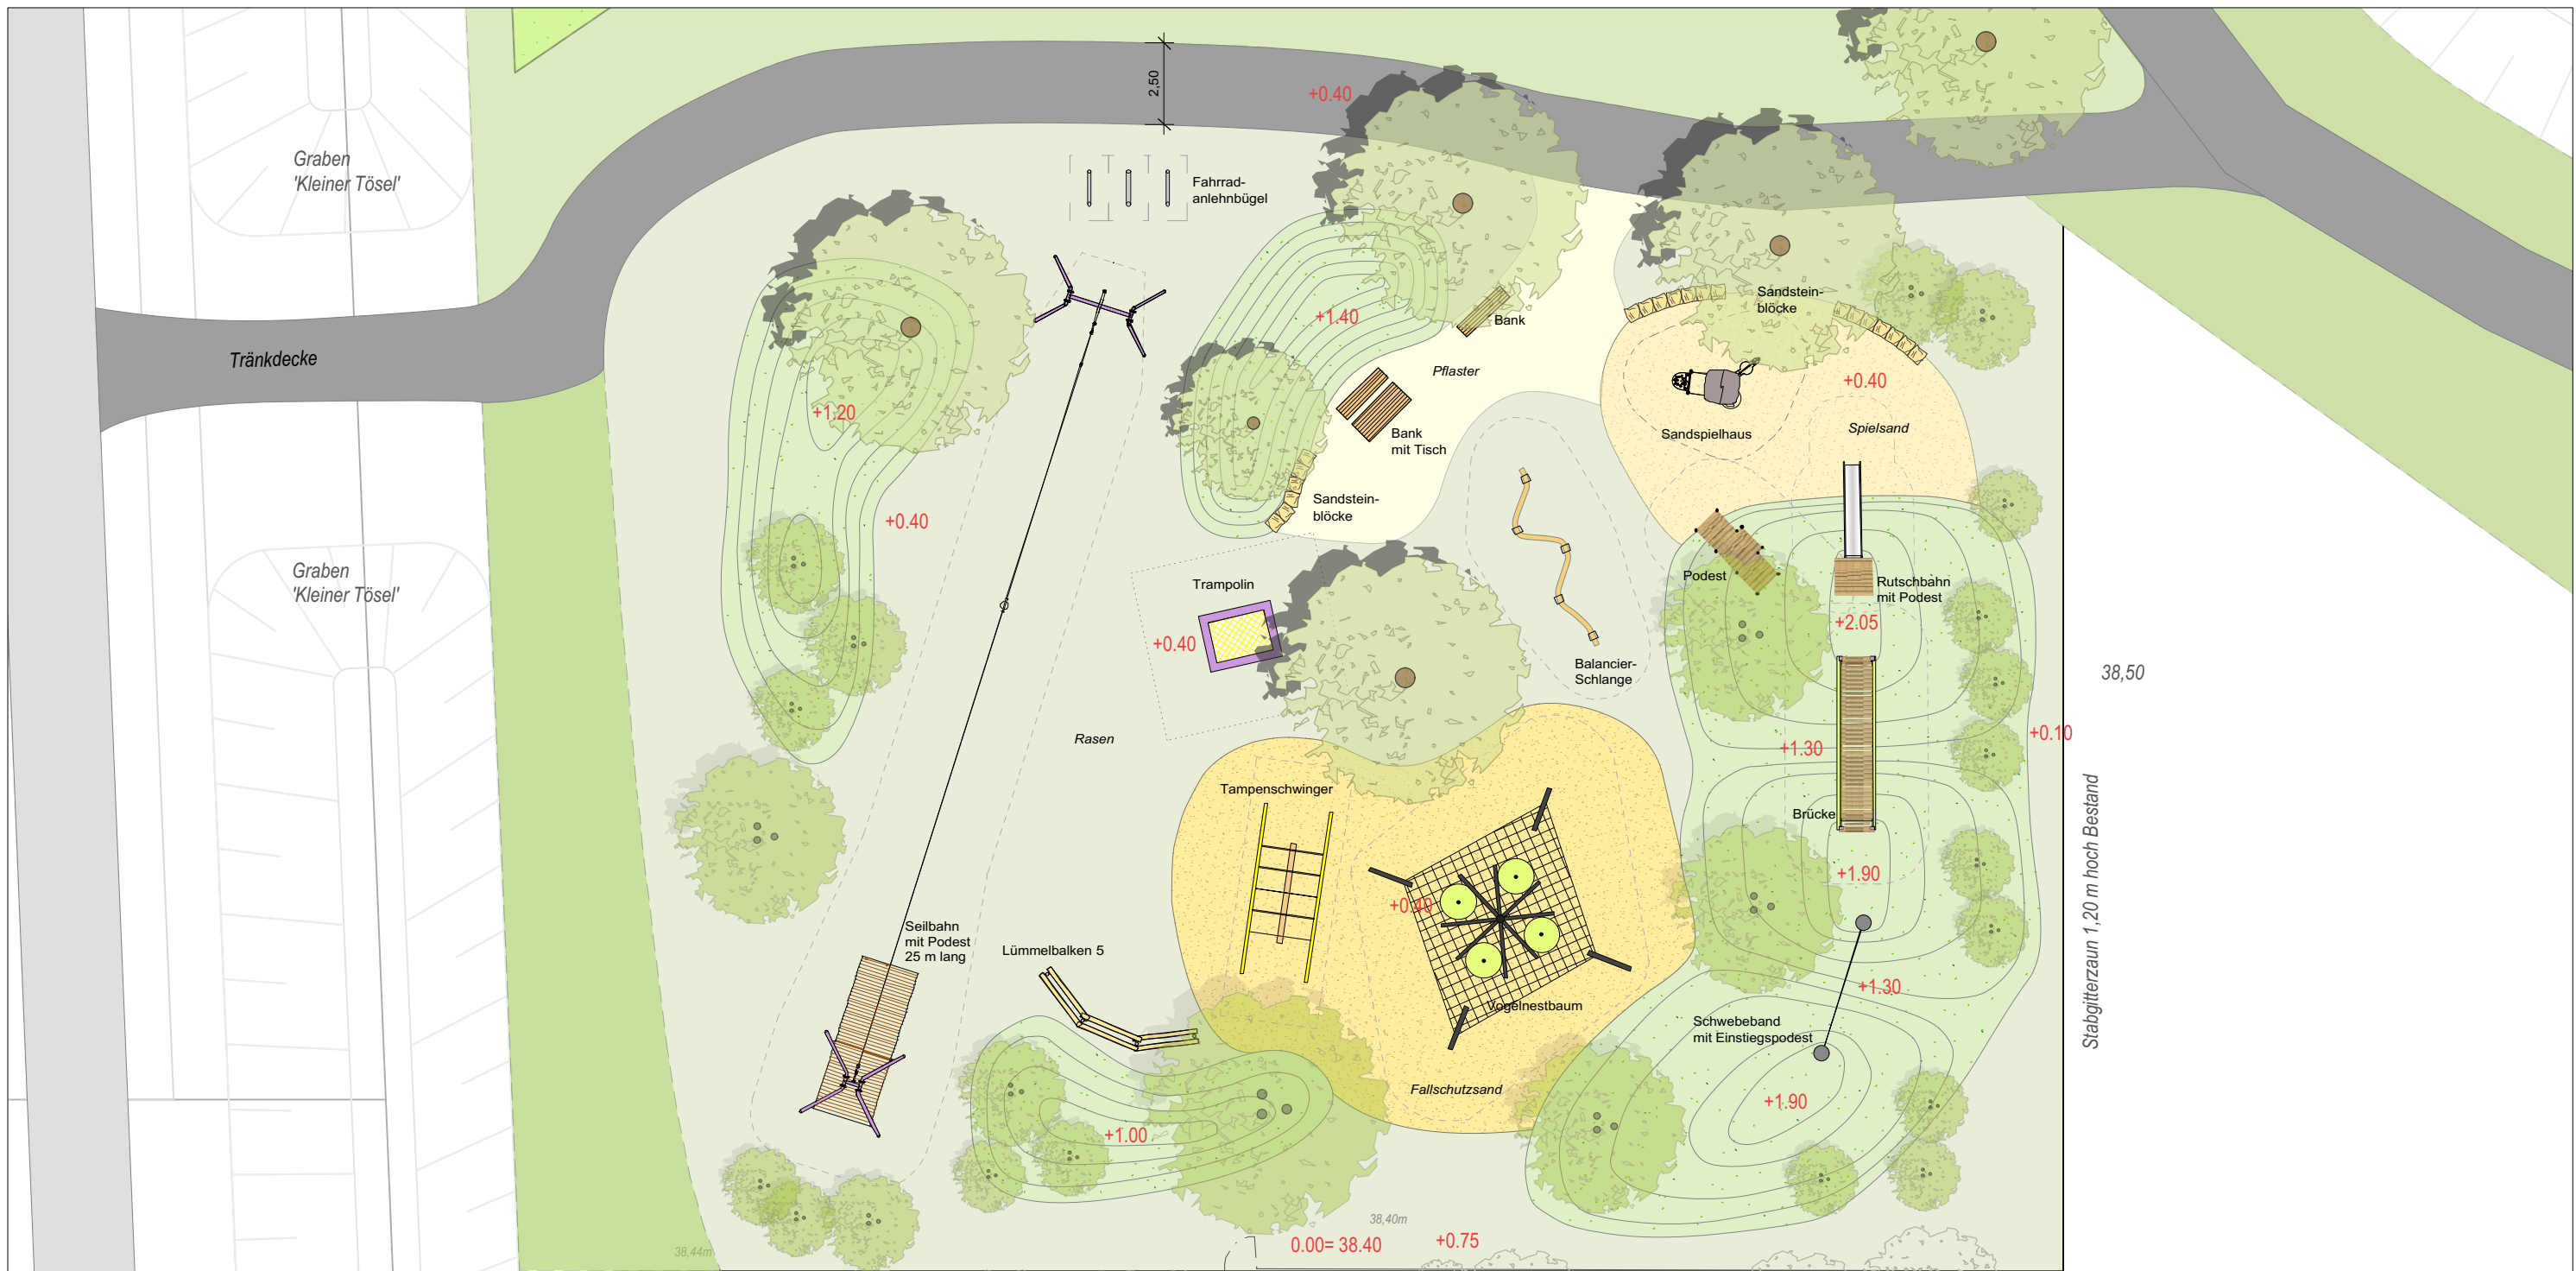 2,50
+0.40
Graben
'Kleiner Tösel'
Fahrrad-
anlehnbügel
Sandstein-
blöcke
+1.40
Bank
Tränkdecke
Pflaster
+0.40
+1.20
Bank
mit Tisch
Sandspielhaus
Spielsand
Sandstein-
blöcke
+0.40
Graben
'Kleiner Tösel'
Trampolin
Podest
Rutschbahn
mit Podest
+2.05
+0.40
Balancier-
Schlange
38,50
Rasen
+1.30
+0.10
Tampenschwinger
Brücke
Stabgitterzaun 1,20 m hoch Bestand
+1.90
+0.40
Seilbahn
mit Podest
25 m lang
Lümmelbalken 5
+1.30
Vogelnestbaum
Schwebeband
mit Einstiegspodest
Fallschutzsand
+1.90
+1.00
38,40m
0.00= 38.40
+0.75
38,44m